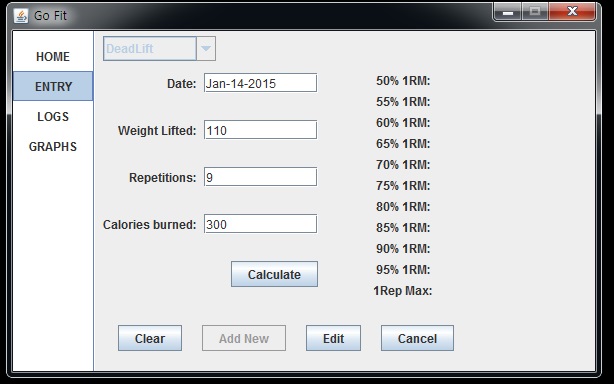 Go Fit
HOME
ENTRY
LOGS
GRAPHS
DeadLift
Date: Jan-14-2015
Weight Lifted: 110
Repetitions: 9
Calories burned: 300
Calculate
50% 1RM:
55% 1RM:
60% 1RM:
65% 1RM:
70% 1RM:
75% 1RM:
80% 1RM:
85% 1RM:
90% 1RM:
95% 1RM:
1Rep Max:
Clear Add New Edit Cancel